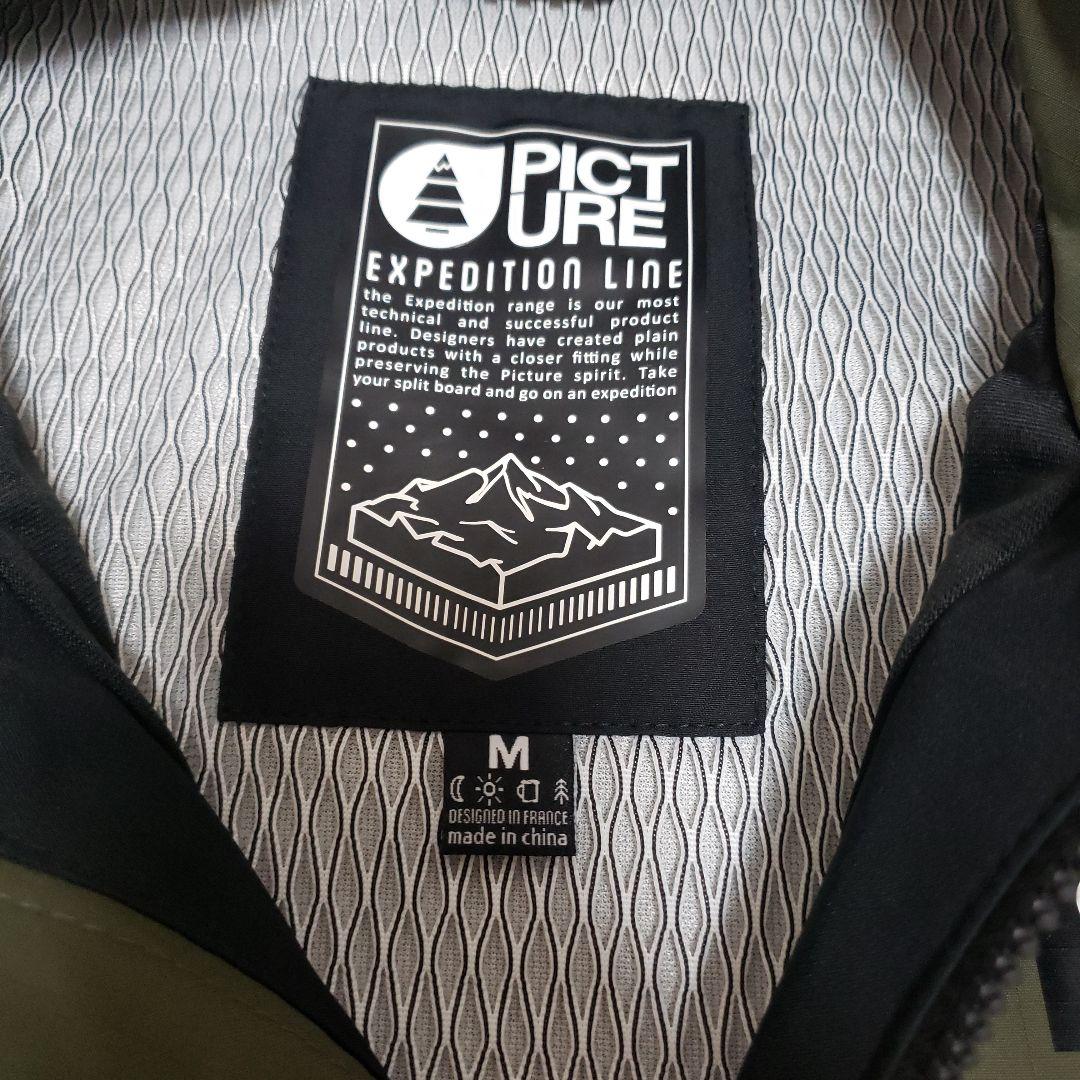 PICT
URE
EXPEDITION LINE
the Expedition range is our most
technical and successful product
line. Designers have created plain
products with a closer fitting while
preserving the Picture spirit. Take
your split board and go on an expedition
M
DESIGNED IN FRANCE
made in china